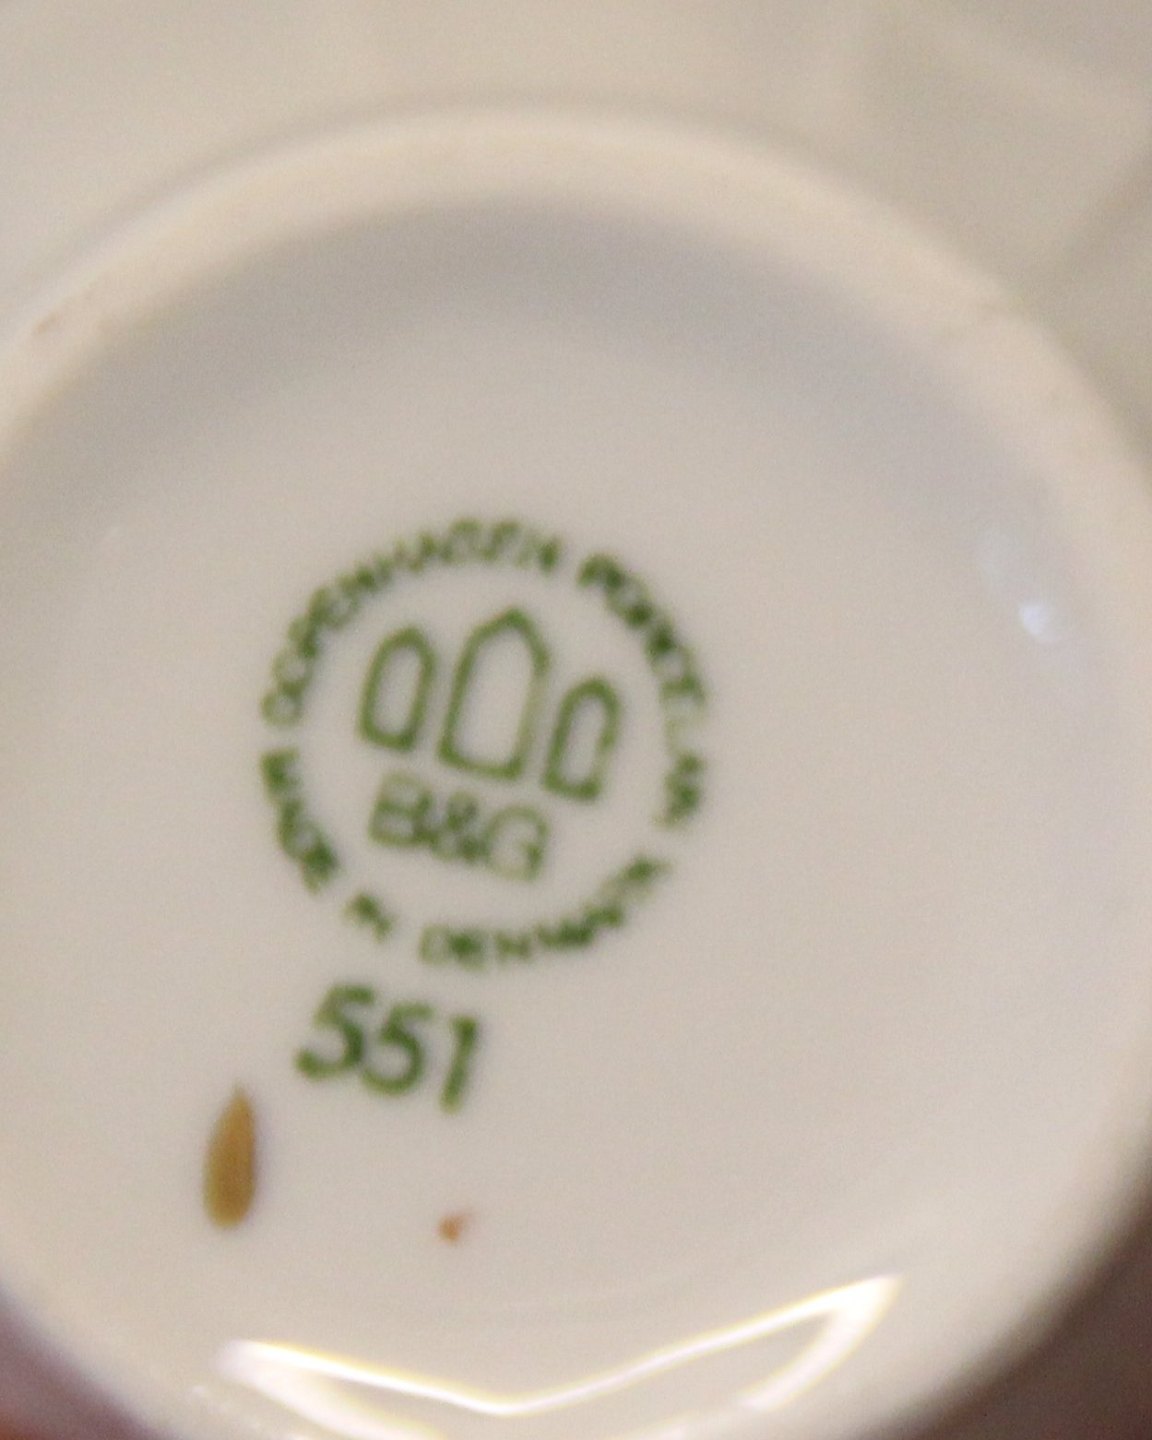 COPENHAGEN PORCELAIN
B&G
MADE IN DENMARK
551